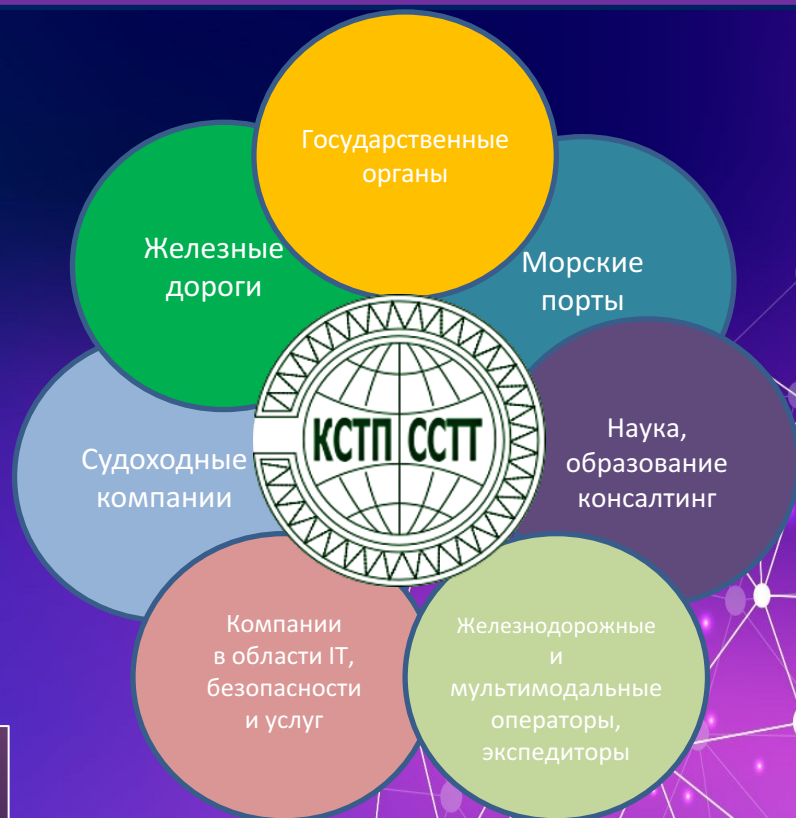 Государственные
органы
Железные
дороги
Морские
порты
КСТП ССТТ
Судоходные
компании
Наука,
образование
консалтинг
Компании
в области IT,
безопасности
и услуг
Железнодорожные
и
мультимодальные
операторы,
экспедиторы